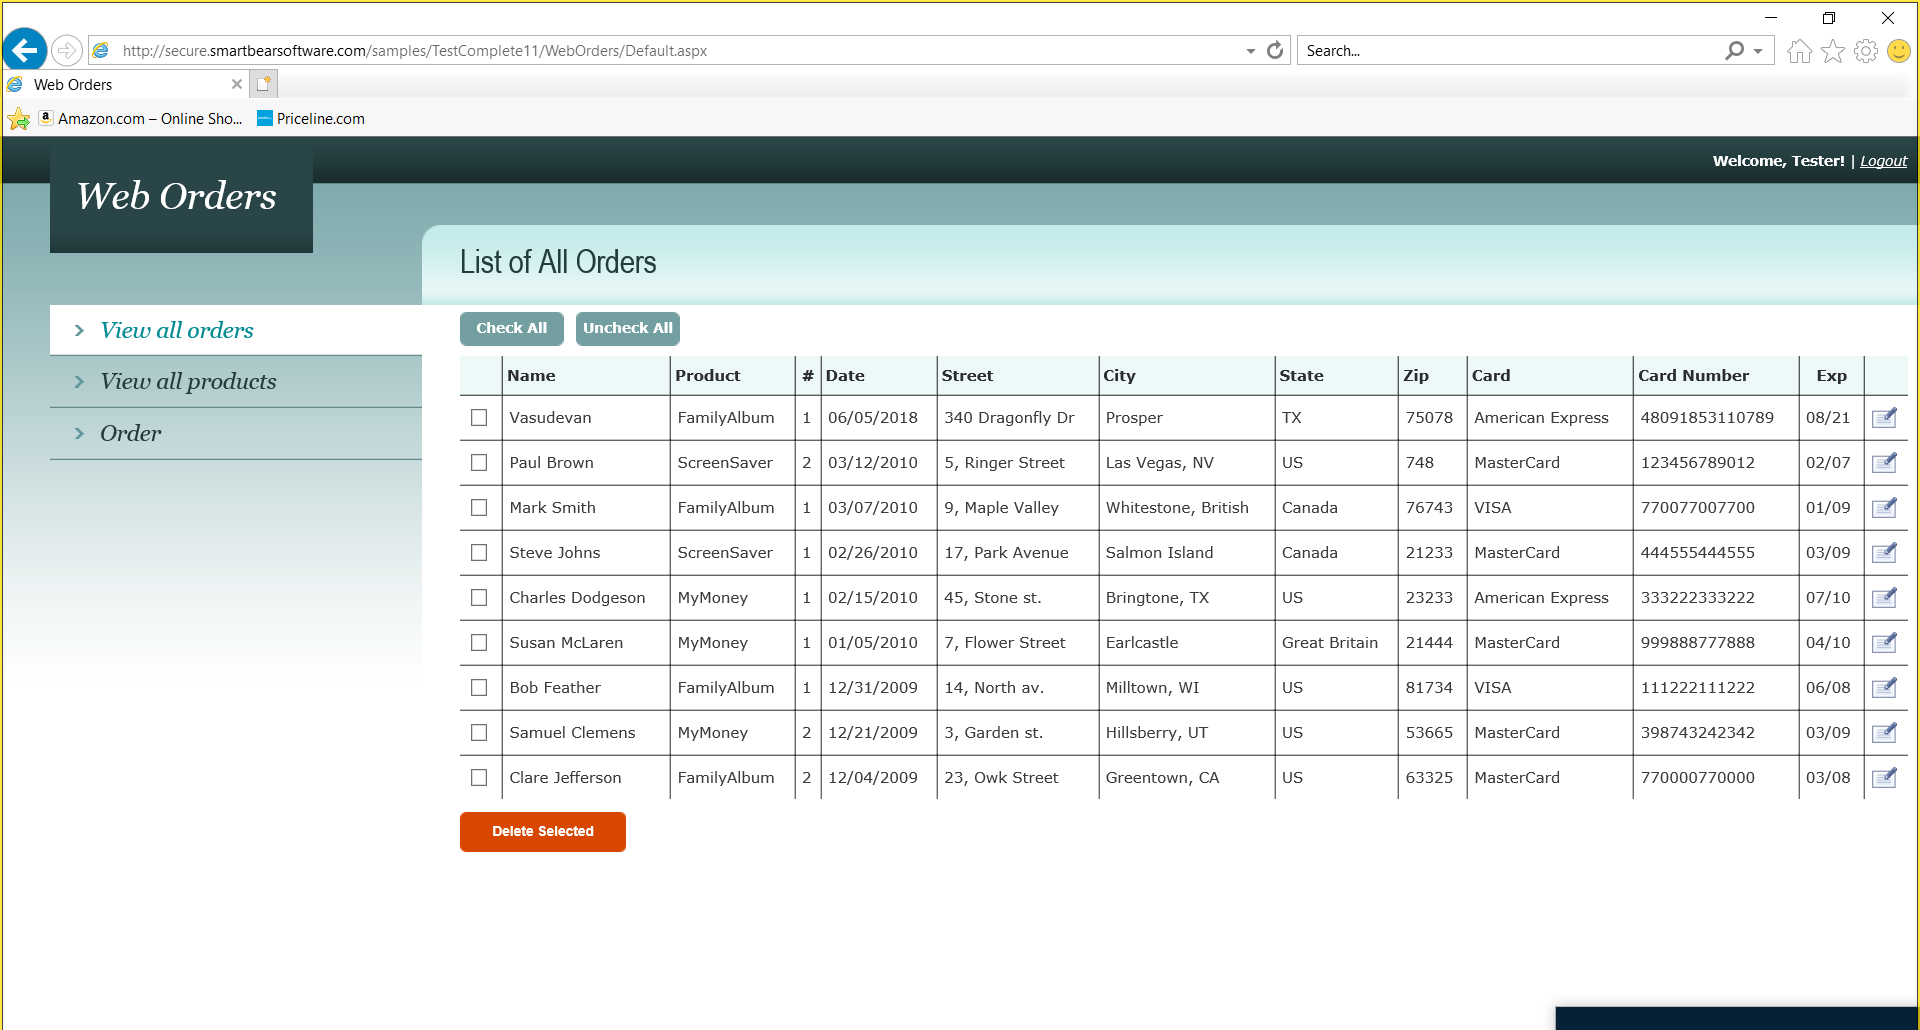 http://secure.smartbearsoftware.com/samples/TestComplete11/WebOrders/Default.aspx
Search...
Web Orders
Amazon.com – Online Sho...
Priceline.com
Welcome, Tester! | Logout
Web Orders
List of All Orders
View all orders
View all products
Order
Check All Uncheck All
Name Product # Date Street City State Zip Card Card Number Exp
Vasudevan FamilyAlbum 1 06/05/2018 340 Dragonfly Dr Prosper TX 75078 American Express 48091853110789 08/21
Paul Brown ScreenSaver 2 03/12/2010 5, Ringer Street Las Vegas, NV US 748 MasterCard 123456789012 02/07
Mark Smith FamilyAlbum 1 03/07/2010 9, Maple Valley Whitestone, British Canada 76743 VISA 770077007700 01/09
Steve Johns ScreenSaver 1 02/26/2010 17, Park Avenue Salmon Island Canada 21233 MasterCard 444555444555 03/09
Charles Dodgeson MyMoney 1 02/15/2010 45, Stone st. Bringtone, TX US 23233 American Express 333222333222 07/10
Susan McLaren MyMoney 1 01/05/2010 7, Flower Street Earlcastle Great Britain 21444 MasterCard 999888777888 04/10
Bob Feather FamilyAlbum 1 12/31/2009 14, North av. Milltown, WI US 81734 VISA 111222111222 06/08
Samuel Clemens MyMoney 2 12/21/2009 3, Garden st. Hillsberry, UT US 53665 MasterCard 398743242342 03/09
Clare Jefferson FamilyAlbum 2 12/04/2009 23, Owk Street Greentown, CA US 63325 MasterCard 770000770000 03/08
Delete Selected